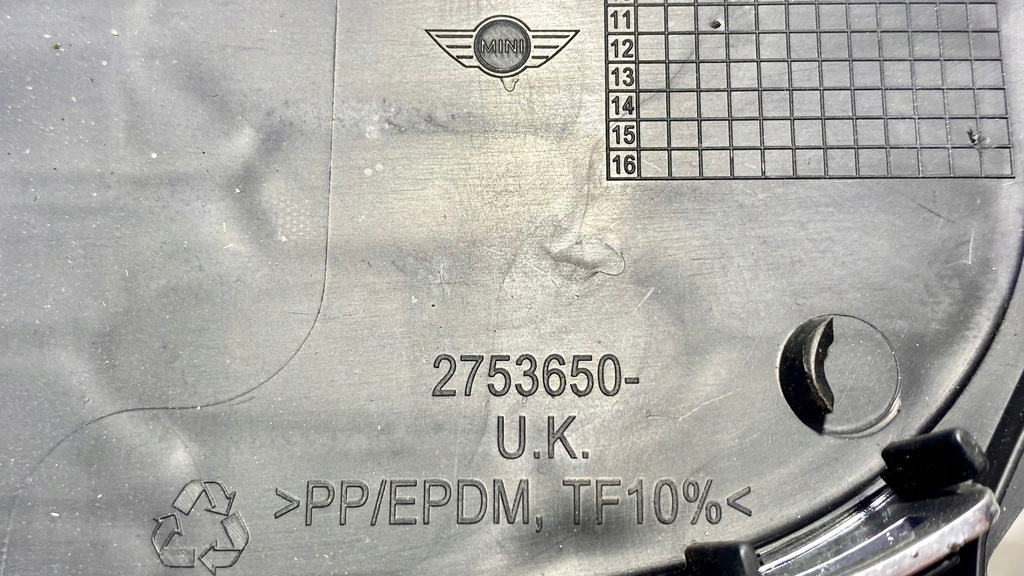 MINI
11
12
13
14
15
16
2753650-
U.K.
>PP/EPDM, TF10%<